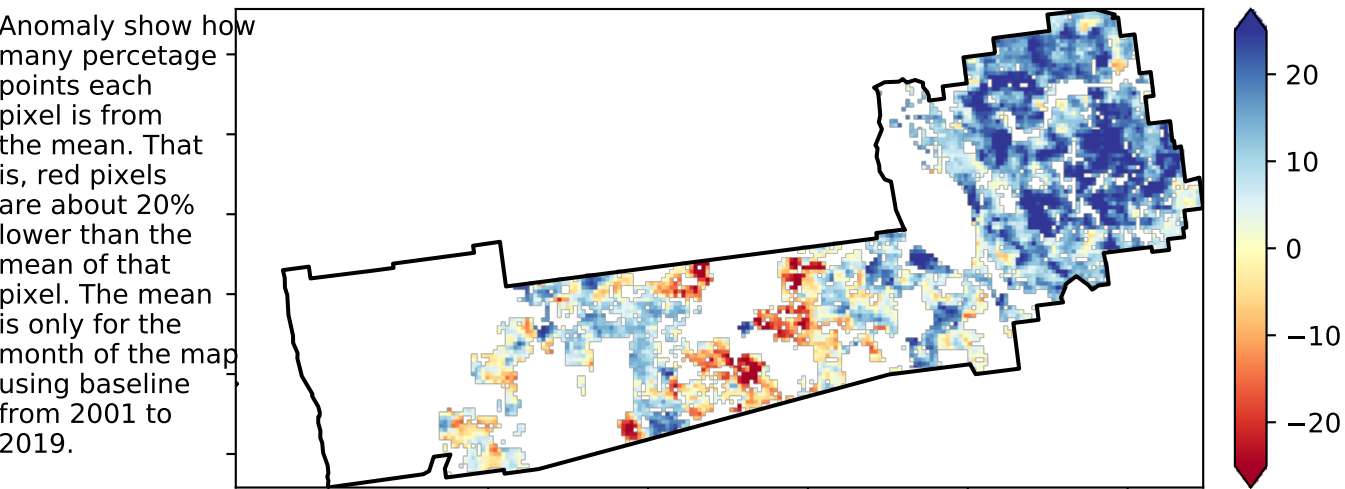 Anomaly show how
many percetage
points each
pixel is from
the mean. That
is, red pixels
are about 20%
lower than the
mean of that
pixel. The mean
is only for the
month of the map
using baseline
from 2001 to
2019.
20
10
0
−10
−20